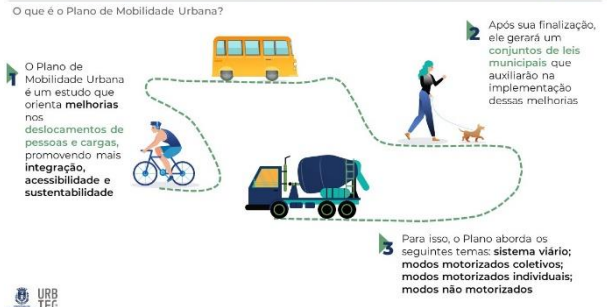 O que é o Plano de Mobilidade Urbana?
1
O Plano de
Mobilidade Urbana
é um estudo que
orienta melhorias
nos
deslocamentos de
pessoas e cargas,
promovendo mais
integração,
acessibilidade e
sustentabilidade
2
Após sua finalização,
ele gerará um
conjuntos de leis
municipais que
auxiliarão na
implementação
dessas melhorias
3
Para isso, o Plano aborda os
seguintes temas: sistema viário;
modos motorizados coletivos;
modos motorizados individuais;
modos não motorizados
URB
TEC